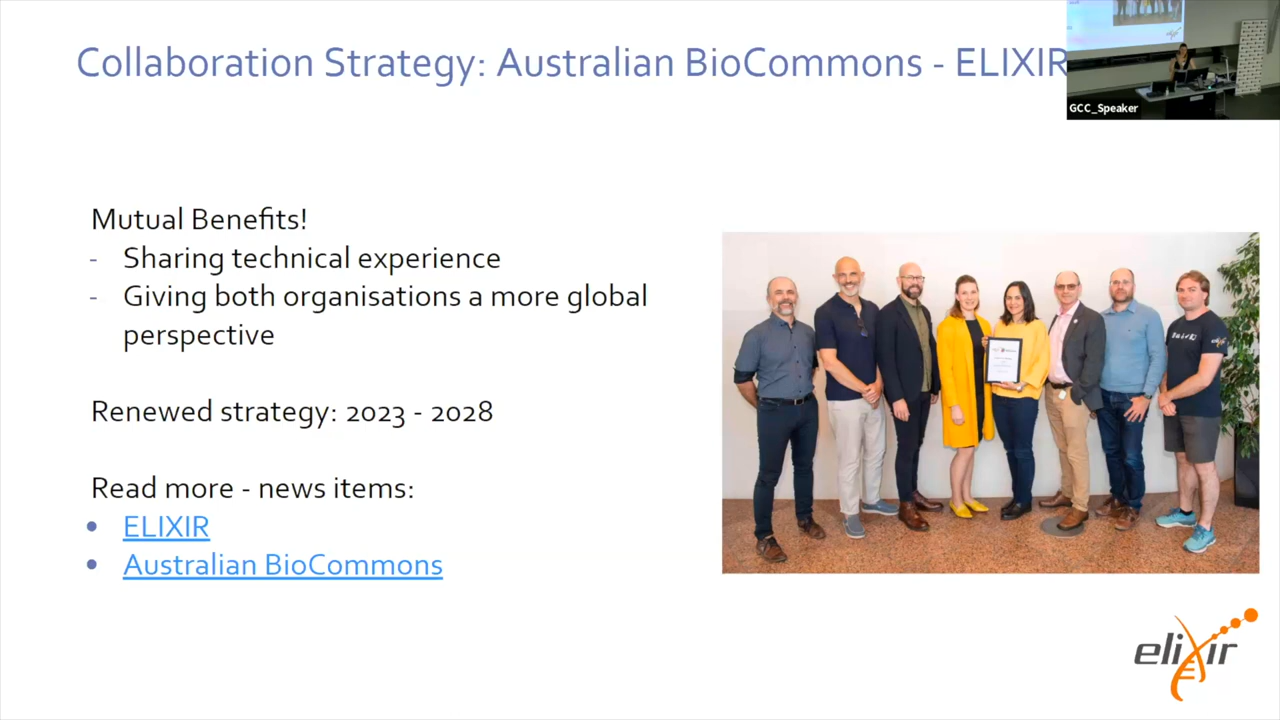 Collaboration Strategy: Australian BioCommons - ELIXIR
GCC_Speaker
Mutual Benefits!
- Sharing technical experience
- Giving both organisations a more global
perspective
Renewed strategy: 2023 - 2028
Read more - news items:
• ELIXIR
• Australian BioCommons
elixir